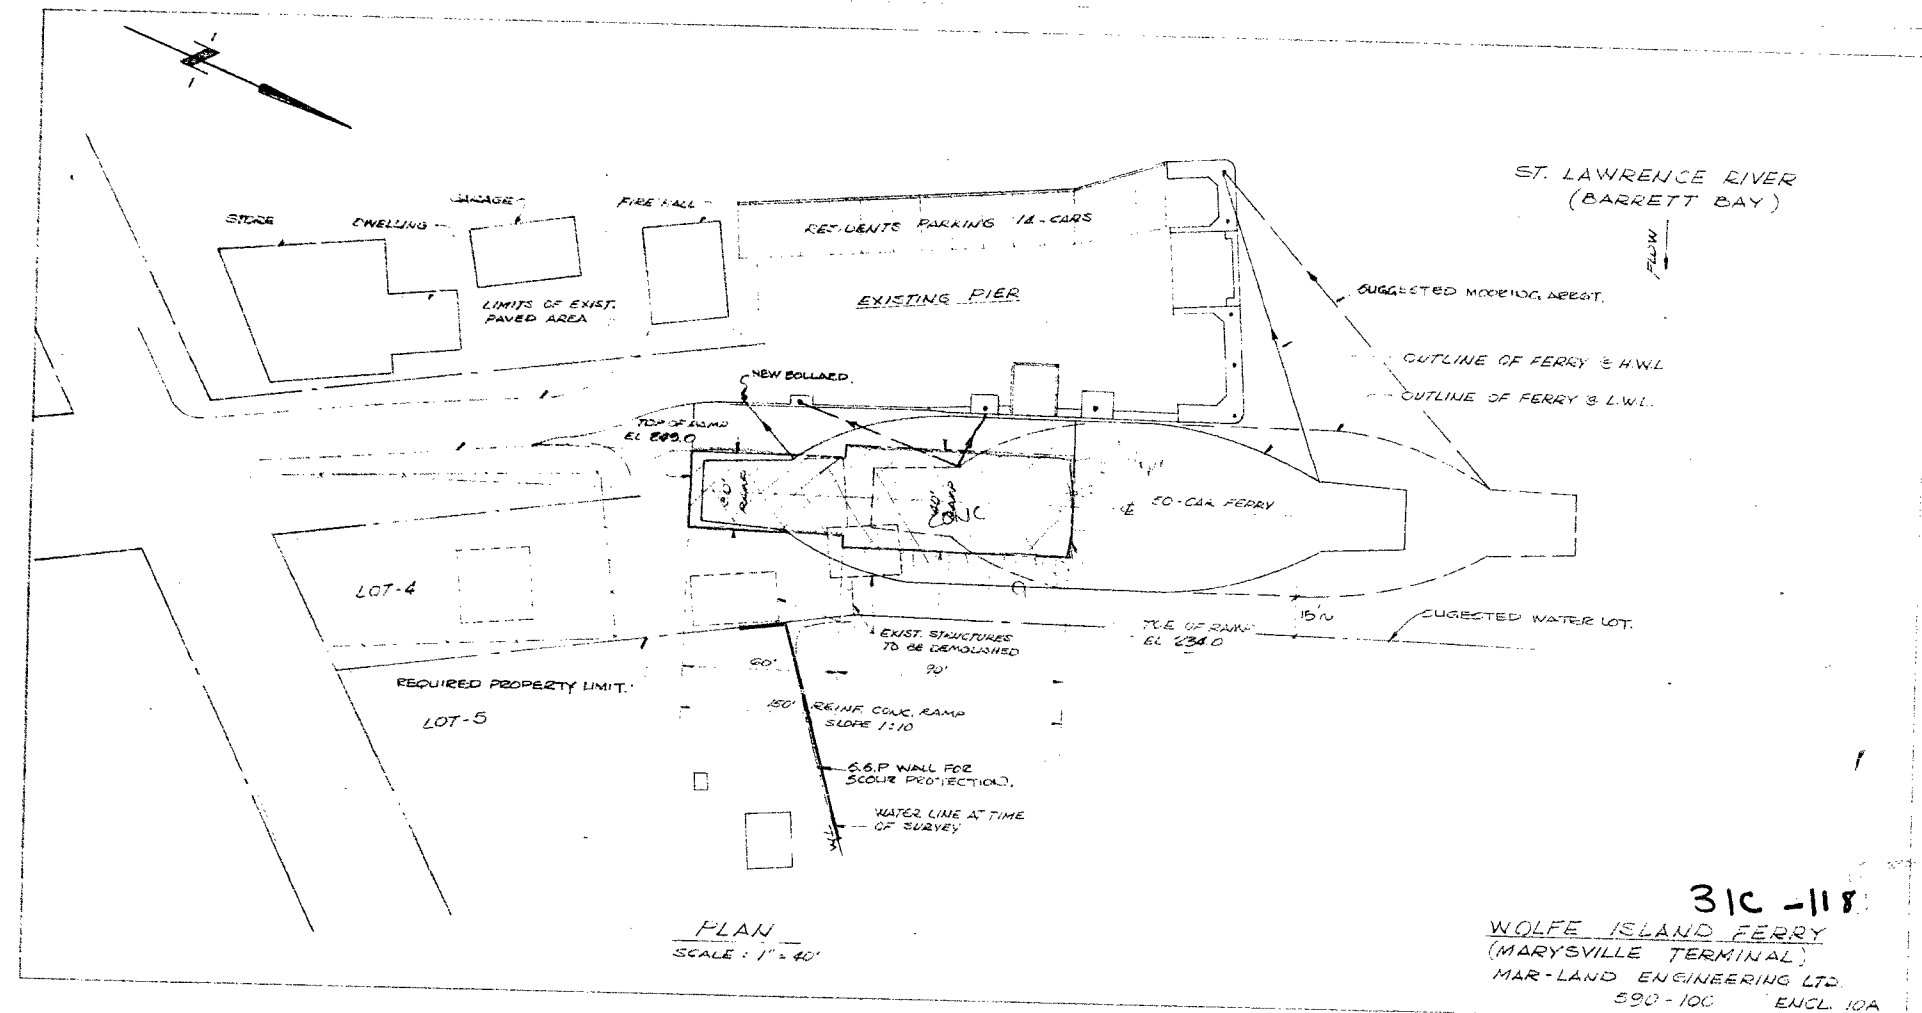 N
ST. LAWRENCE RIVER
(BARRETT BAY)
FLOW
STORE
DWELLING
GARAGE
FIRE HALL
RESIDENTS PARKING 14-CARS
LIMITS OF EXIST.
PAVED AREA
EXISTING PIER
SUGGESTED MOORING ARRGT.
OUTLINE OF FERRY @ H.W.L
OUTLINE OF FERRY @ L.W.L.
NEW BOLLARD.
TOP OF RAMP
EL 249.0
RAMP
40'
RAMP
CONC
℄ 50-CAR FERRY
LOT-4
15'
SUGESTED WATER LOT.
TOE OF RAMP
EL 234.0
EXIST. STRUCTURES
TO BE DEMOLISHED
60'
90'
REQUIRED PROPERTY LIMIT.
LOT-5
150' REINF. CONC. RAMP
SLOPE 1:10
S.S.P WALL FOR
SCOUR PROTECTION.
WATER LINE AT TIME
OF SURVEY
W.L.
PLAN
SCALE : 1" = 40'
31C-118
WOLFE ISLAND FERRY
(MARYSVILLE TERMINAL)
MAR-LAND ENGINEERING LTD.
590-100 ENCL. 10A